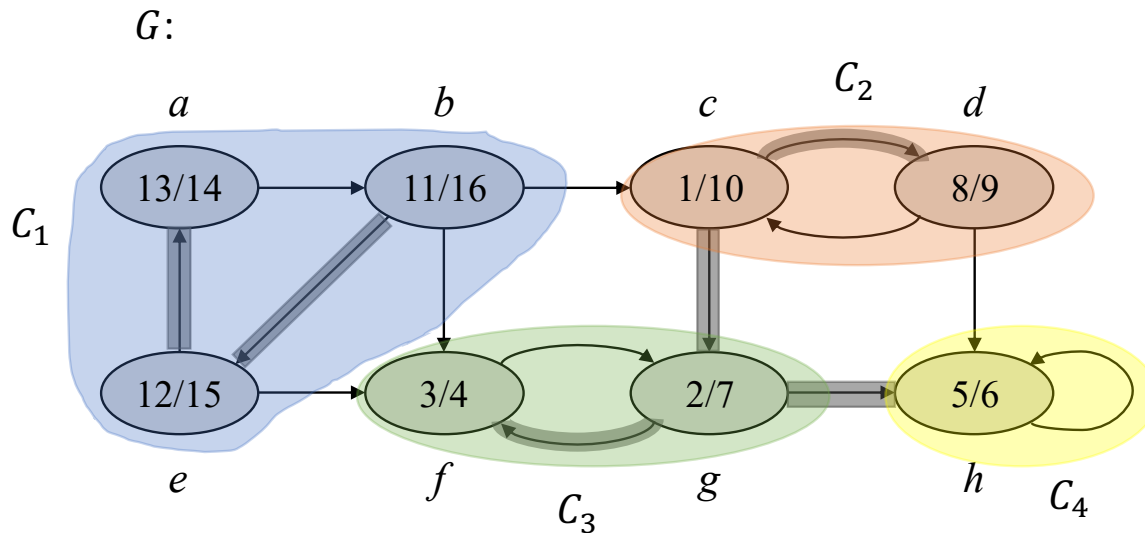 G:
C₂
a b c d
13/14 11/16 1/10 8/9
C₁
12/15 3/4 2/7 5/6
e f g h
C₃ C₄